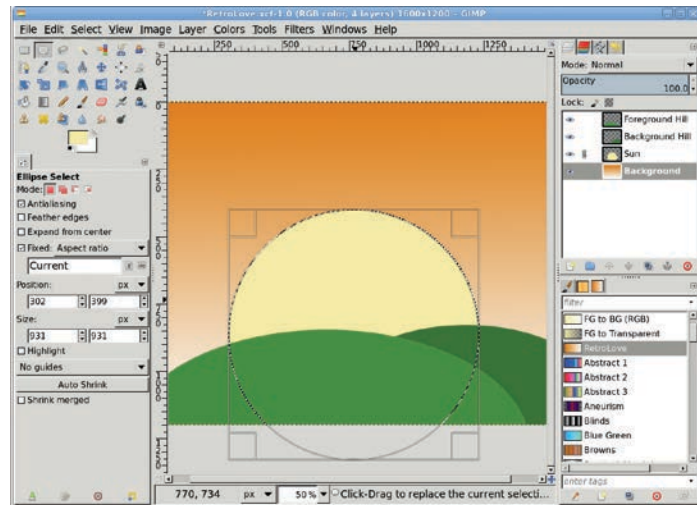 *RetroLove.xcf-1.0 (RGB color, 4 layers) 1600x1200 – GIMP
File Edit Select View Image Layer Colors Tools Filters Windows Help
250 500 750 1000 1250
Mode: Normal
Opacity
100.0
Lock:
Foreground Hill
Background Hill
Sun
Background
Ellipse Select
Mode:
Antialiasing
Feather edges
Expand from center
Fixed: Aspect ratio
Current
Position: px
302 399
Size: px
931 931
Highlight
No guides
Auto Shrink
Shrink merged
filter
FG to BG (RGB)
FG to Transparent
RetroLove
Abstract 1
Abstract 2
Abstract 3
Aneurism
Blinds
Blue Green
Browns
enter tags
770, 734 px 50% Click-Drag to replace the current selecti...